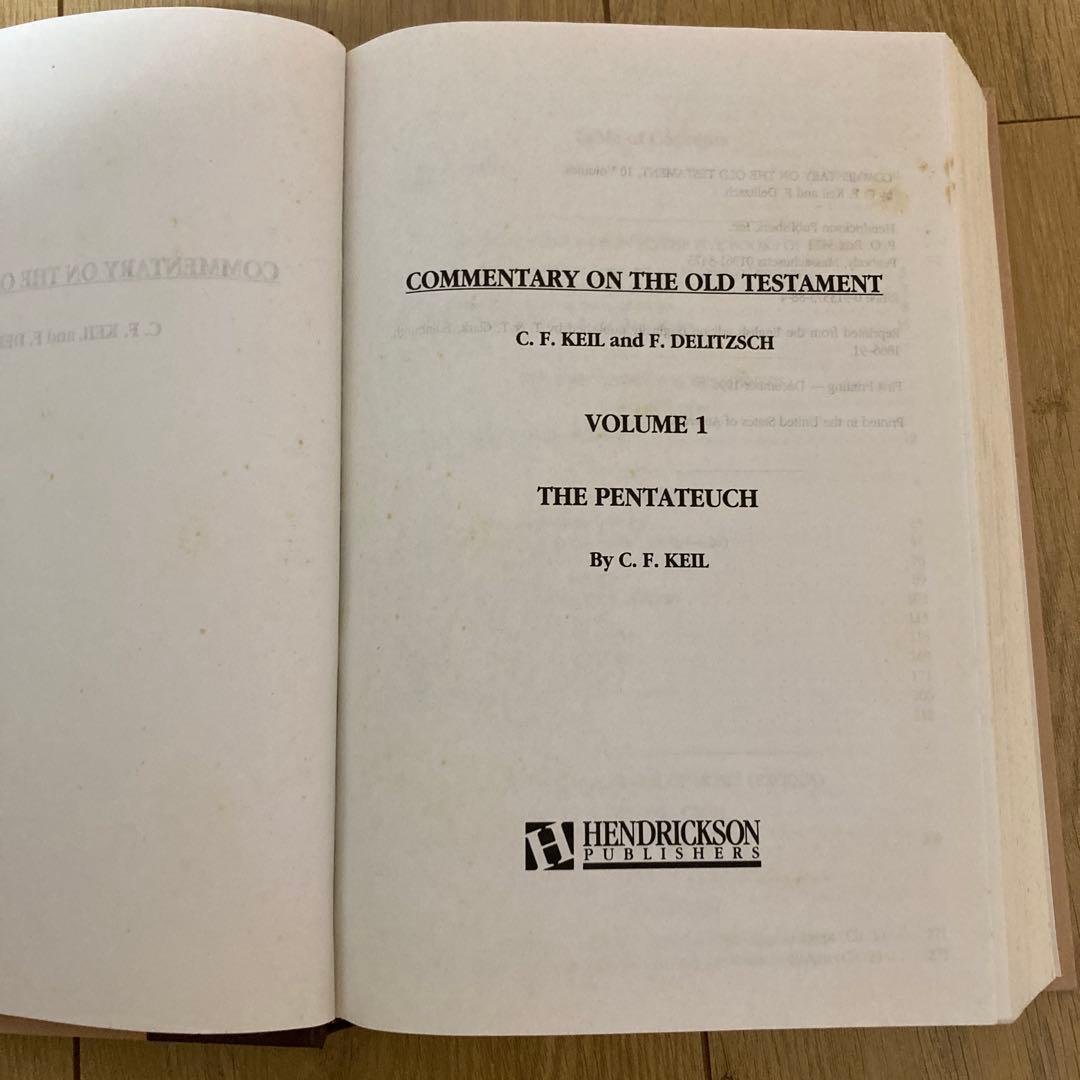 COMMENTARY ON THE OLD TESTAMENT
C. F. KEIL and F. DELITZSCH
VOLUME 1
THE PENTATEUCH
By C. F. KEIL
H HENDRICKSON
PUBLISHERS